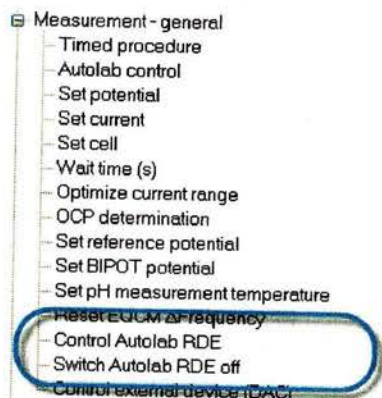 Measurement - general
Timed procedure
Autolab control
Set potential
Set current
Set cell
Wait time (s)
Optimize current range
OCP determination
Set reference potential
Set BIPOT potential
Set pH measurement temperature
Reset EQCM ΔFrequency
Control Autolab RDE
Switch Autolab RDE off
Control external device (DAC)